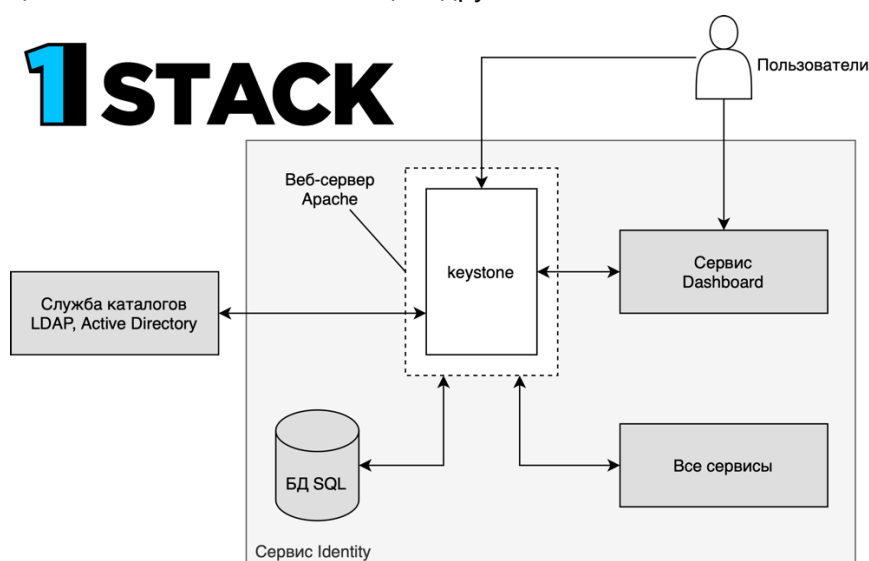 1STACK
Пользователи
Веб-сервер
Apache
keystone
Сервис
Dashboard
Служба каталогов
LDAP, Active Directory
БД SQL
Все сервисы
Сервис Identity